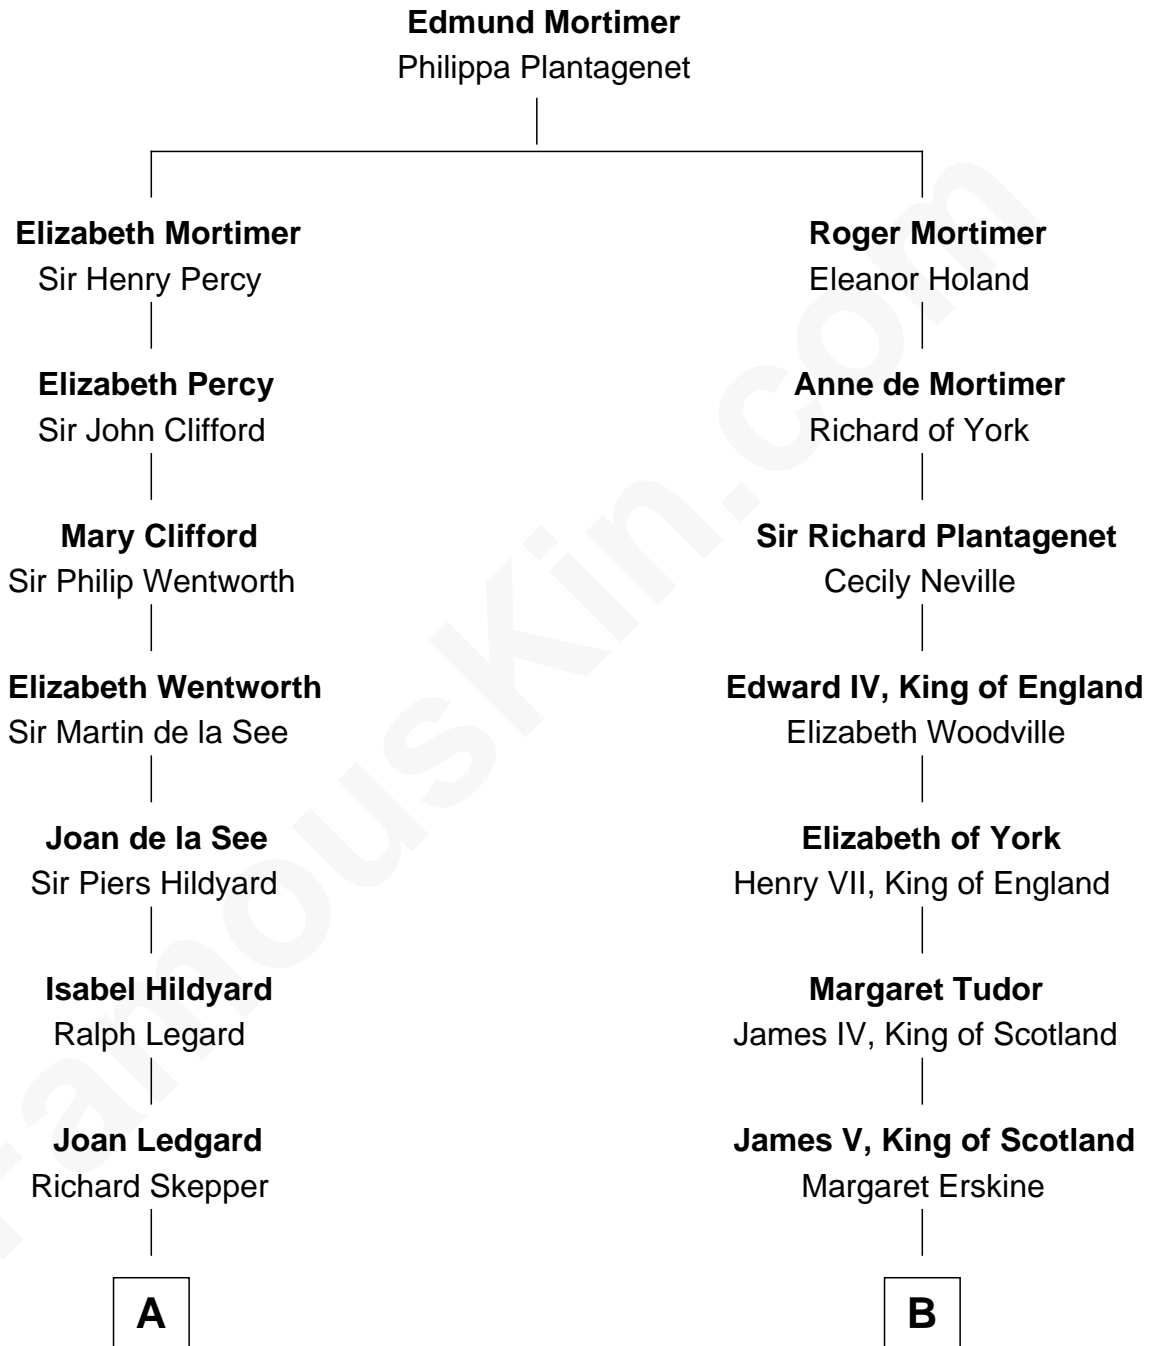 Edmund Mortimer
Philippa Plantagenet
Elizabeth Mortimer
Sir Henry Percy
Roger Mortimer
Eleanor Holand
Elizabeth Percy
Sir John Clifford
Anne de Mortimer
Richard of York
Mary Clifford
Sir Philip Wentworth
Sir Richard Plantagenet
Cecily Neville
Elizabeth Wentworth
Sir Martin de la See
Edward IV, King of England
Elizabeth Woodville
Joan de la See
Sir Piers Hildyard
Elizabeth of York
Henry VII, King of England
Isabel Hildyard
Ralph Legard
Margaret Tudor
James IV, King of Scotland
Joan Ledgard
Richard Skepper
James V, King of Scotland
Margaret Erskine
A
B
FamousKin.com